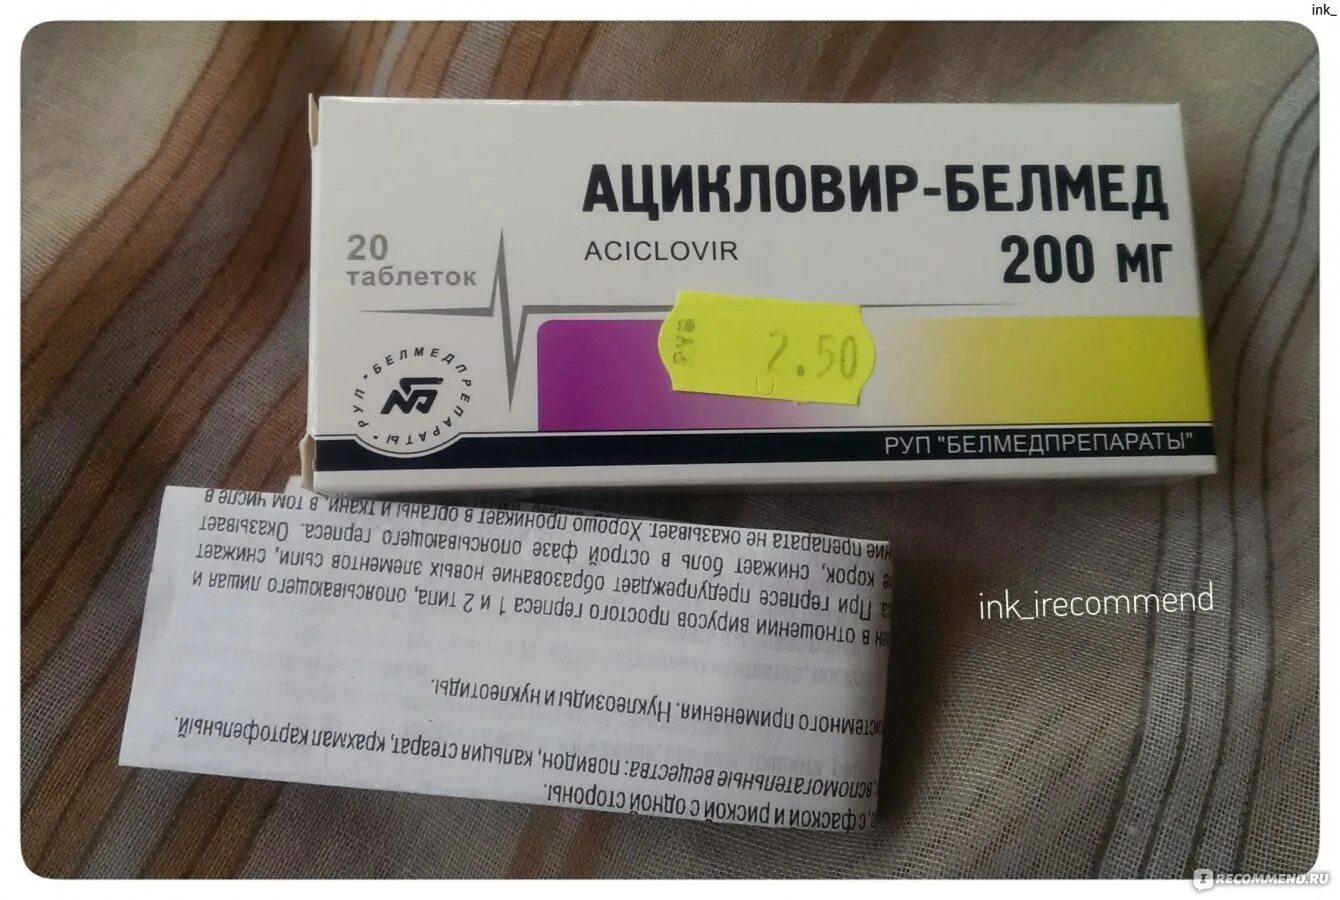 ink_
АЦИКЛОВИР-БЕЛМЕД
ACICLOVIR
200 мг
20
таблеток
2.50
РУП "БЕЛМЕДПРЕПАРАТЫ"
РУП "БЕЛМЕДПРЕПАРАТЫ"
ink_irecommend
с фаской и риской с одной стороны.
вспомогательные вещества: повидон, кальция стеарат, крахмал картофельный.
системного применения. Нуклеозиды и нуклеотиды.
ен в отношении вирусов простого герпеса 1 и 2 типа, опоясывающего лишая и
При герпесе предупреждает образование новых элементов сыпи, снижает
корок, снижает боль в острой фазе опоясывающего герпеса. Оказывает
ние препарата не оказывает. Хорошо проникает в органы и ткани, в том числе в
IRECOMMEND.RU